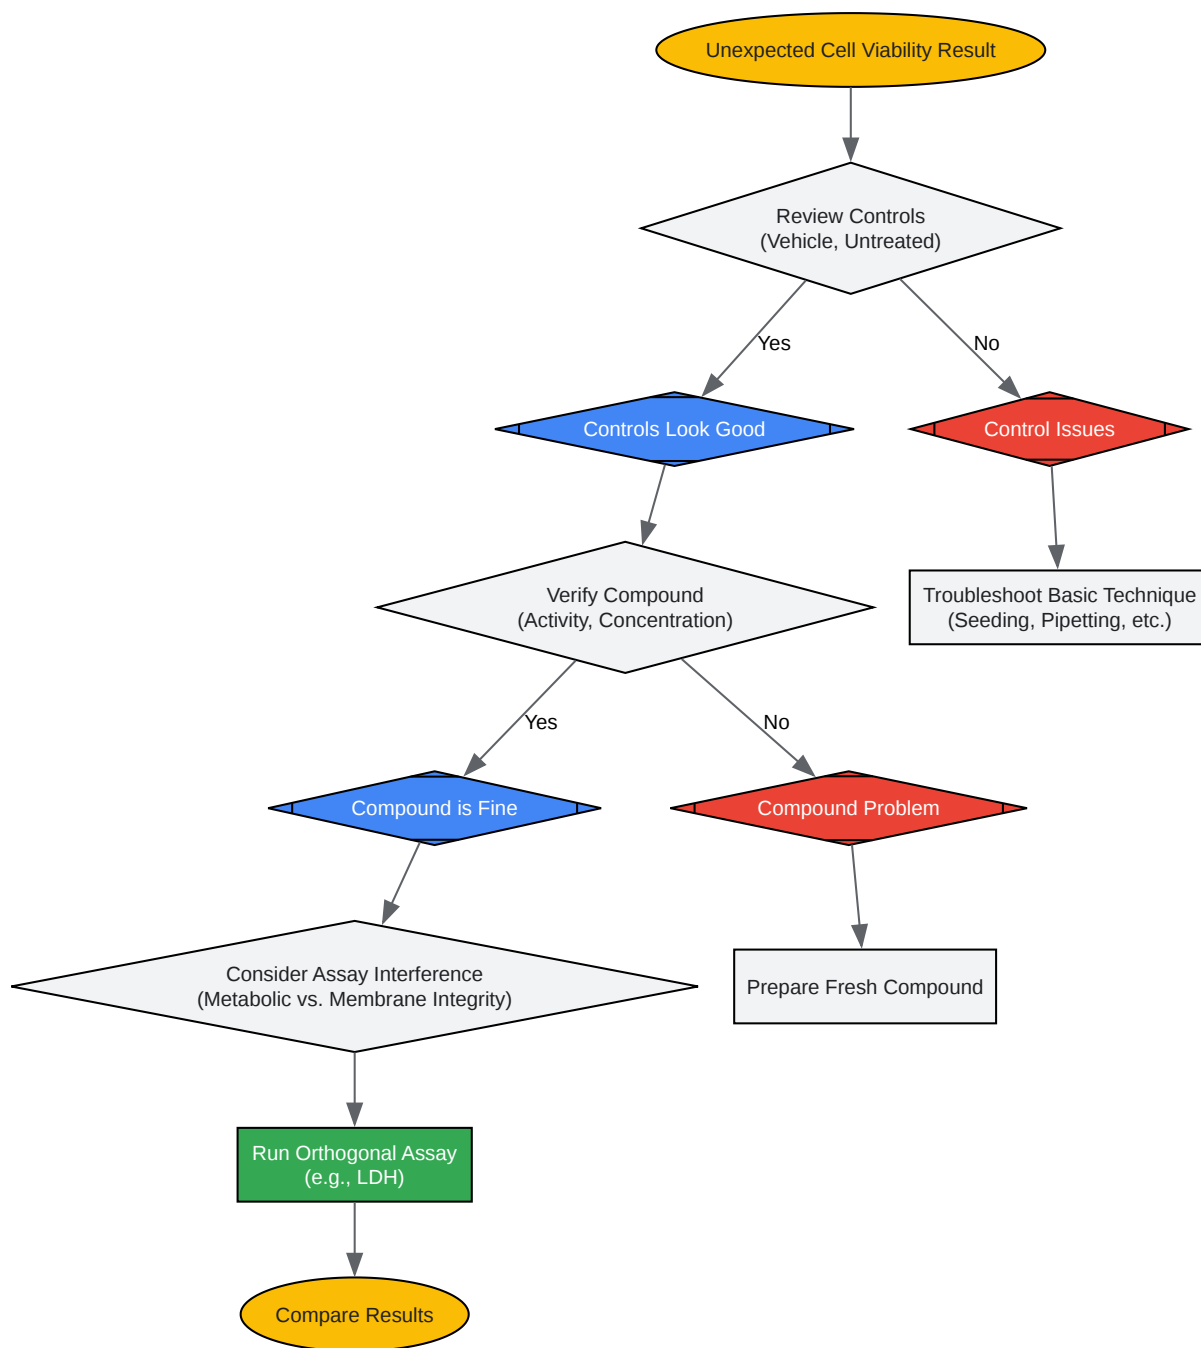 Unexpected Cell Viability Result
Review Controls
(Vehicle, Untreated)
Yes
No
Controls Look Good
Control Issues
Verify Compound
(Activity, Concentration)
Troubleshoot Basic Technique
(Seeding, Pipetting, etc.)
Yes
No
Compound is Fine
Compound Problem
Consider Assay Interference
(Metabolic vs. Membrane Integrity)
Prepare Fresh Compound
Run Orthogonal Assay
(e.g., LDH)
Compare Results